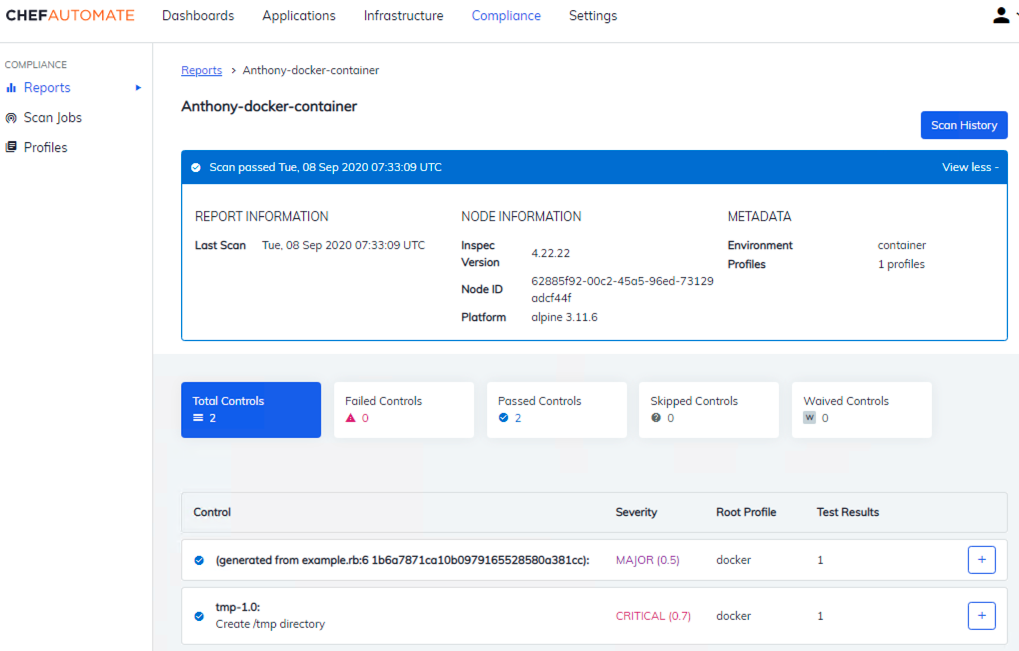 CHEFAUTOMATE Dashboards Applications Infrastructure Compliance Settings
COMPLIANCE
Reports
Scan Jobs
Profiles
Reports > Anthony-docker-container
Anthony-docker-container
Scan History
Scan passed Tue, 08 Sep 2020 07:33:09 UTC View less -
REPORT INFORMATION
Last Scan Tue, 08 Sep 2020 07:33:09 UTC
NODE INFORMATION
Inspec Version 4.22.22
Node ID 62885f92-00c2-45a5-96ed-73129
adcf44f
Platform alpine 3.11.6
METADATA
Environment container
Profiles 1 profiles
Total Controls
2
Failed Controls
0
Passed Controls
2
Skipped Controls
0
Waived Controls
W 0
Control Severity Root Profile Test Results
(generated from example.rb:6 1b6a7871ca10b0979165528580a381cc): MAJOR (0.5) docker 1 +
tmp-1.0:
Create /tmp directory CRITICAL (0.7) docker 1 +